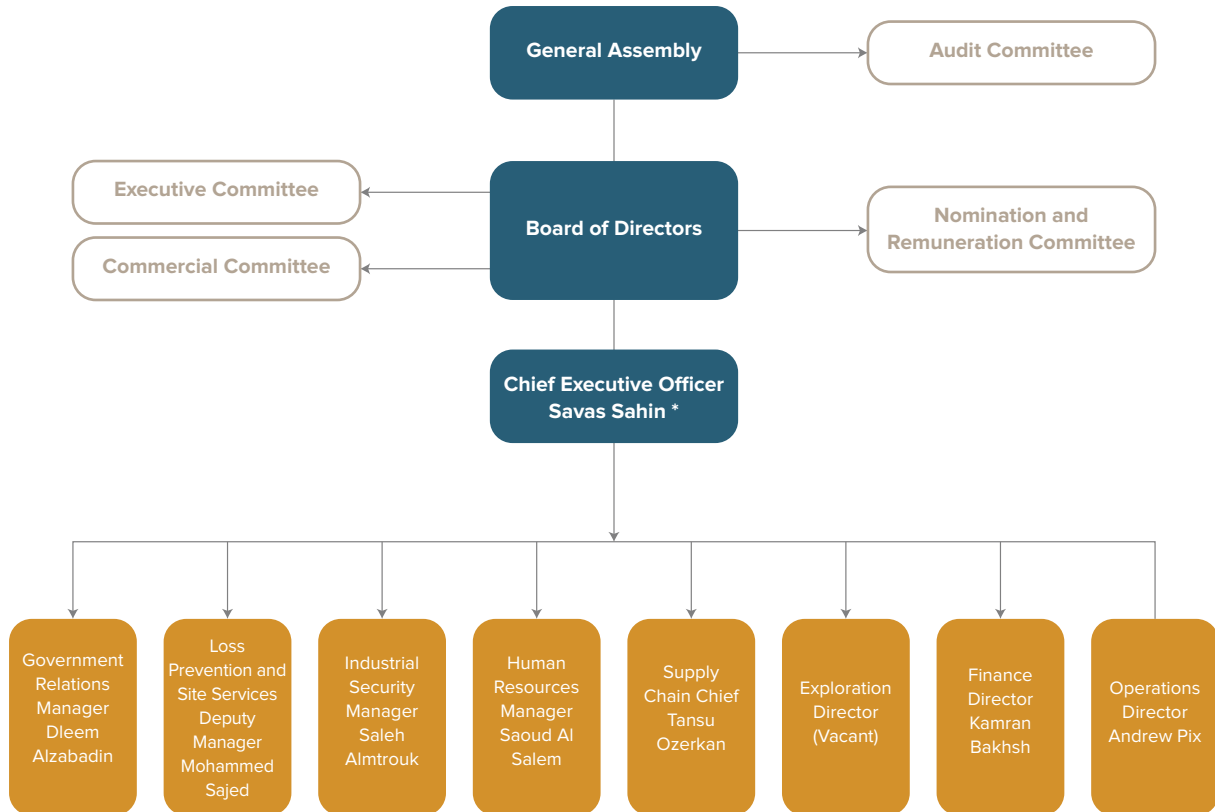 General Assembly
Audit Committee
Executive Committee
Commercial Committee
Board of Directors
Nomination and
Remuneration Committee
Chief Executive Officer
Savas Sahin *
Government
Relations
Manager
Dleem
Alzabadin
Loss
Prevention and
Site Services
Deputy
Manager
Mohammed
Sajed
Industrial
Security
Manager
Saleh
Almtrouk
Human
Resources
Manager
Saoud Al
Salem
Supply
Chain Chief
Tansu
Ozerkan
Exploration
Director
(Vacant)
Finance
Director
Kamran
Bakhsh
Operations
Director
Andrew Pix